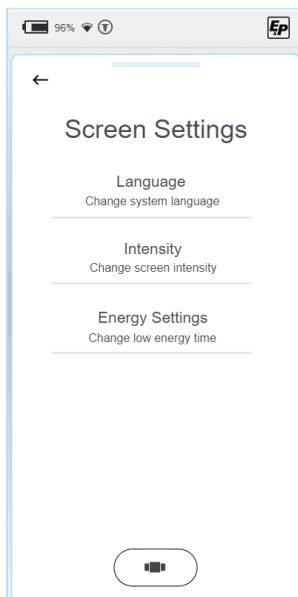 96%
EP
Screen Settings
Language
Change system language
Intensity
Change screen intensity
Energy Settings
Change low energy time